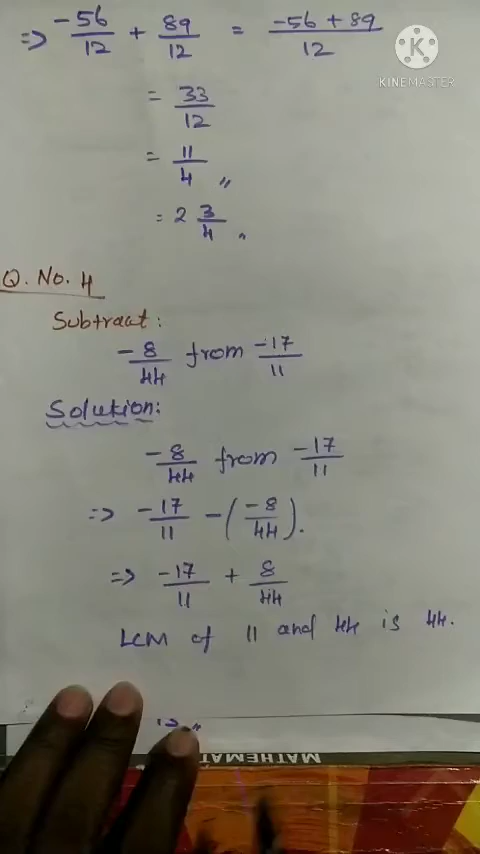 ⇒ -56/12 + 89/12 = -56 + 89/12
KINEMASTER
= 33/12
= 11/4 〃
= 2 3/4 〃
Q. No. 4
Subtract:
-8/44 from -17/11
Solution:
-8/44 from -17/11
⇒ -17/11 - (-8/44).
⇒ -17/11 + 8/44
LCM of 11 and 44 is 44.
MATHEMAT